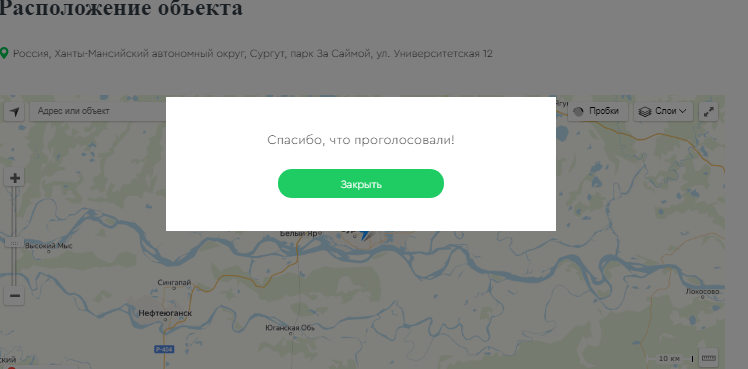 Расположение объекта
Россия, Ханты-Мансийский автономный округ, Сургут, парк За Саймой, ул. Университетская 12
Адрес или объект
Пробки
Слои
Спасибо, что проголосовали!
Закрыть
Белый Яр
Высокий Мыс
Сингапай
Лохосово
Нефтеюганск
Юганская Обь
Р-404
10 км